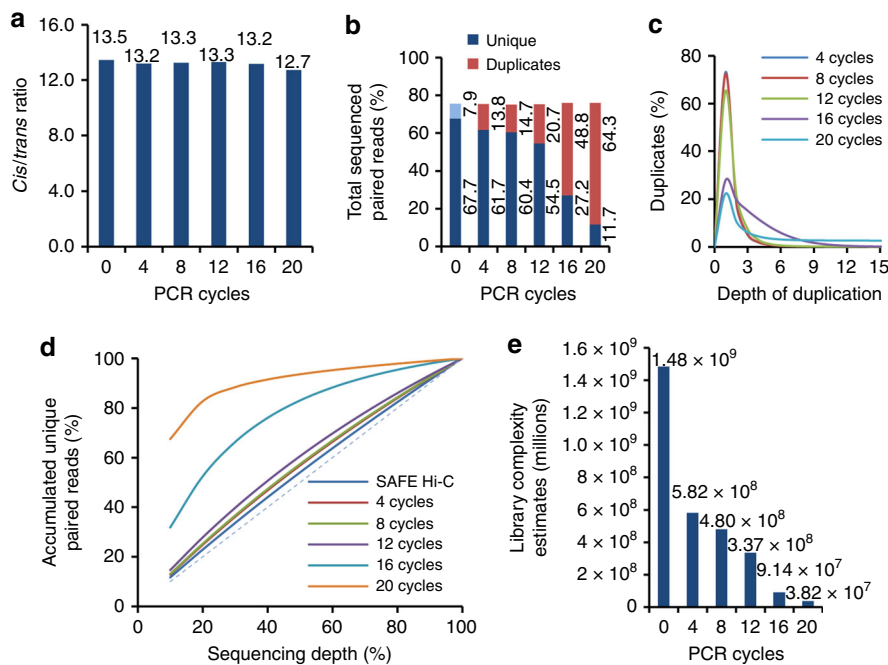 a
16.0
12.0
8.0
4.0
0.0
Cis/trans ratio
13.5
13.2
13.3
13.3
13.2
12.7
0 4 8 12 16 20
PCR cycles
b
Unique
Duplicates
100
80
60
40
20
0
Total sequenced
paired reads (%)
7.9
13.8
14.7
20.7
48.8
64.3
67.7
61.7
60.4
54.5
27.2
11.7
0 4 8 12 16 20
PCR cycles
c
80
60
40
20
0
Duplicates (%)
4 cycles
8 cycles
12 cycles
16 cycles
20 cycles
0 3 6 9 12 15
Depth of duplication
d
100
80
60
40
20
0
Accumulated unique
paired reads (%)
SAFE Hi-C
4 cycles
8 cycles
12 cycles
16 cycles
20 cycles
0 20 40 60 80 100
Sequencing depth (%)
e
1.6 × 10⁹
1.4 × 10⁹
1.2 × 10⁹
1.0 × 10⁹
8 × 10⁸
6 × 10⁸
4 × 10⁸
2 × 10⁸
0
Library complexity
estimates (millions)
1.48 × 10⁹
5.82 × 10⁸
4.80 × 10⁸
3.37 × 10⁸
9.14 × 10⁷
3.82 × 10⁷
0 4 8 12 16 20
PCR cycles